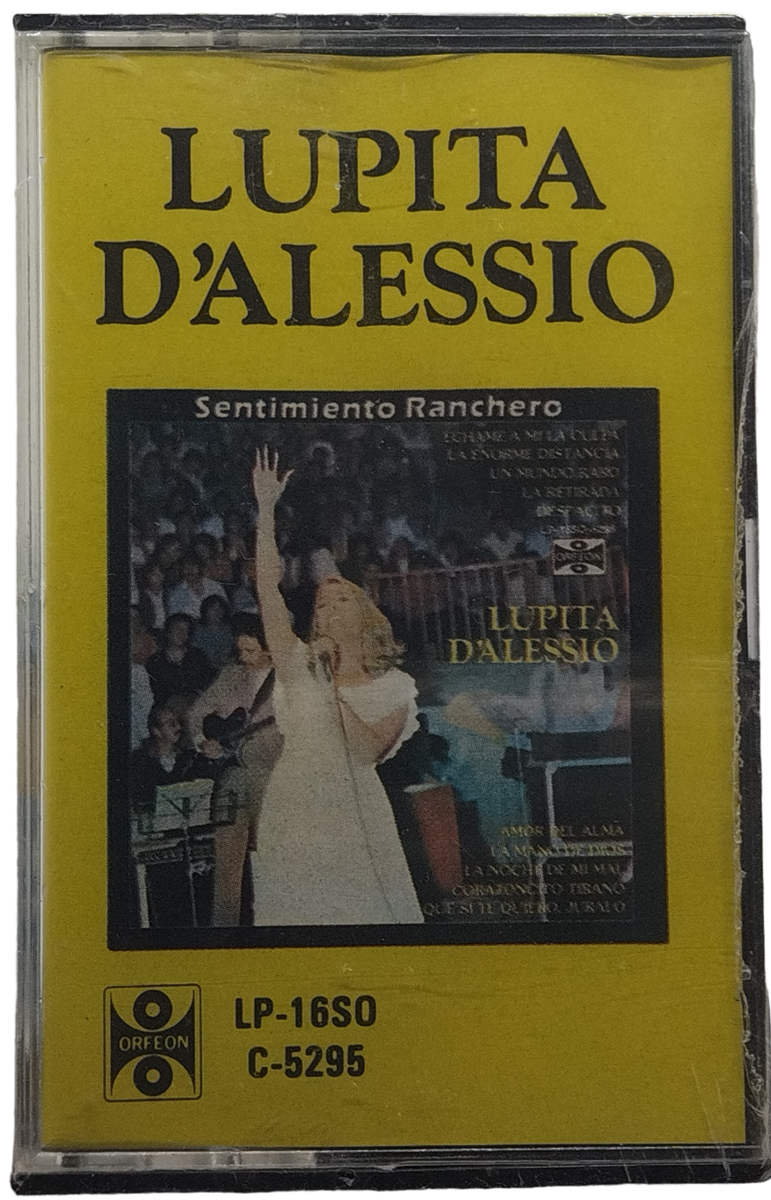 LUPITA
D'ALESSIO
Sentimiento Ranchero
ECHAME A MI LA CULPA
LA ENORME DISTANCIA
UN MUNDO RARO
LA RETIRADA
DESPACITO
ORFEON
LUPITA
D'ALESSIO
AMOR DEL ALMA
LA MANO DE DIOS
LA NOCHE DE MI MAL
CORAZONCITO TIRANO
QUE SI TE QUIERO, JURALO
ORFEON
LP-16SO
C-5295